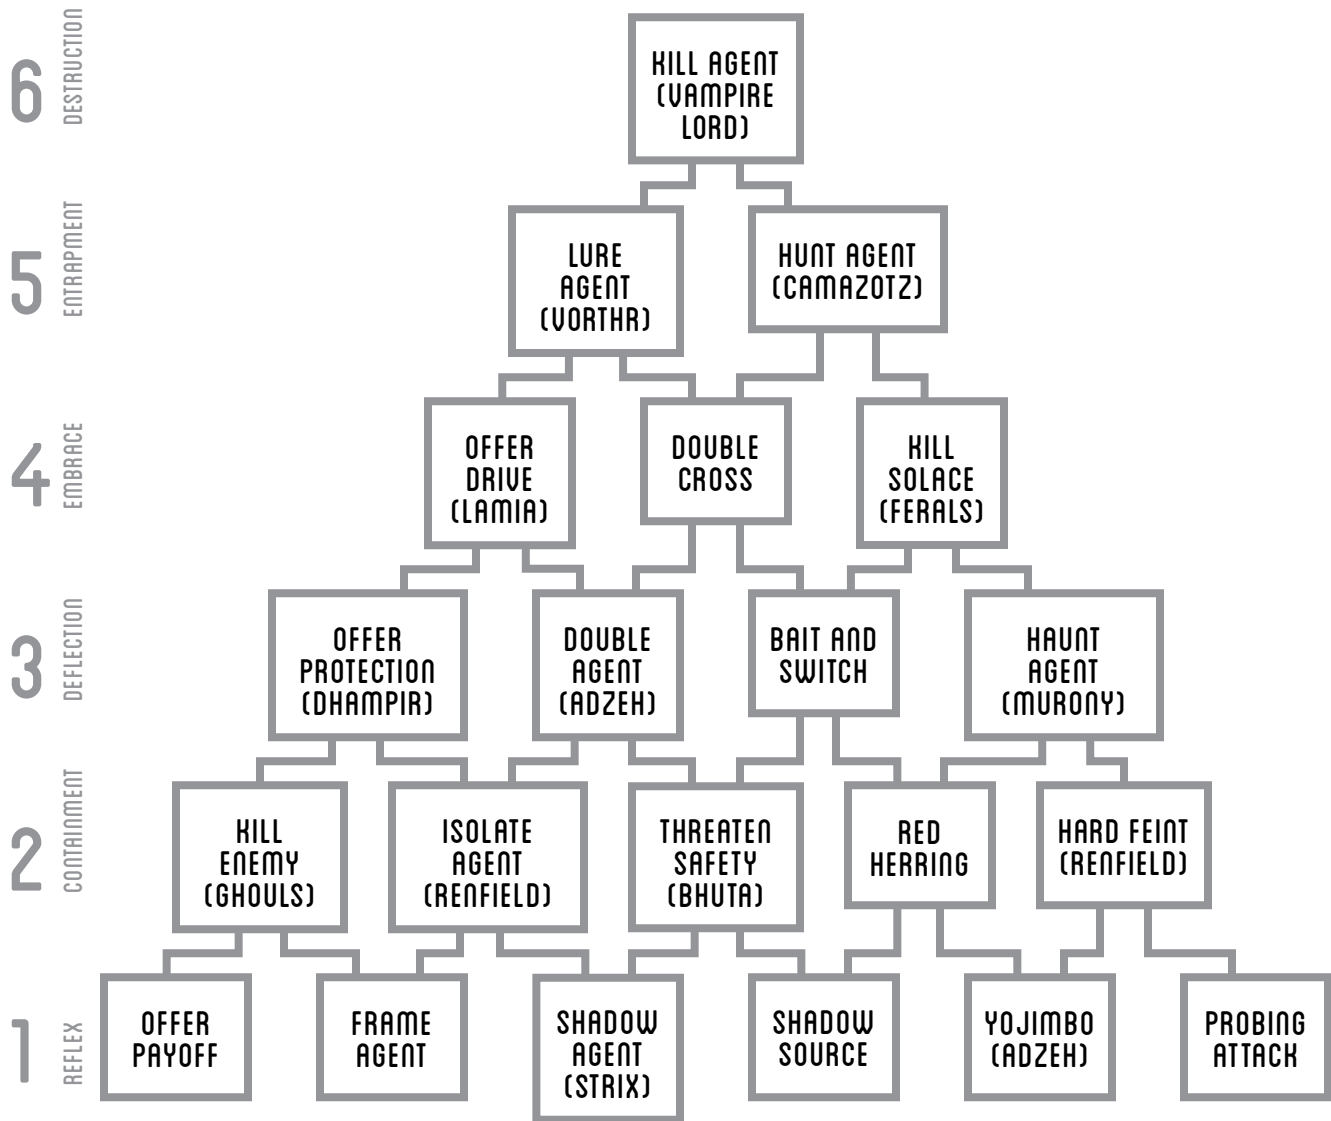 6 DESTRUCTION
KILL AGENT
(VAMPIRE
LORD)
5 ENTRAPMENT
LURE
AGENT
(VORTHR)
HUNT AGENT
(CAMAZOTZ)
4 EMBRACE
OFFER
DRIVE
(LAMIA)
DOUBLE
CROSS
KILL
SOLACE
(FERALS)
3 DEFLECTION
OFFER
PROTECTION
(DHAMPIR)
DOUBLE
AGENT
(ADZEH)
BAIT AND
SWITCH
HAUNT
AGENT
(MURONY)
2 CONTAINMENT
KILL
ENEMY
(GHOULS)
ISOLATE
AGENT
(RENFIELD)
THREATEN
SAFETY
(BHUTA)
RED
HERRING
HARD FEINT
(RENFIELD)
1 REFLEX
OFFER
PAYOFF
FRAME
AGENT
SHADOW
AGENT
(STRIX)
SHADOW
SOURCE
YOJIMBO
(ADZEH)
PROBING
ATTACK